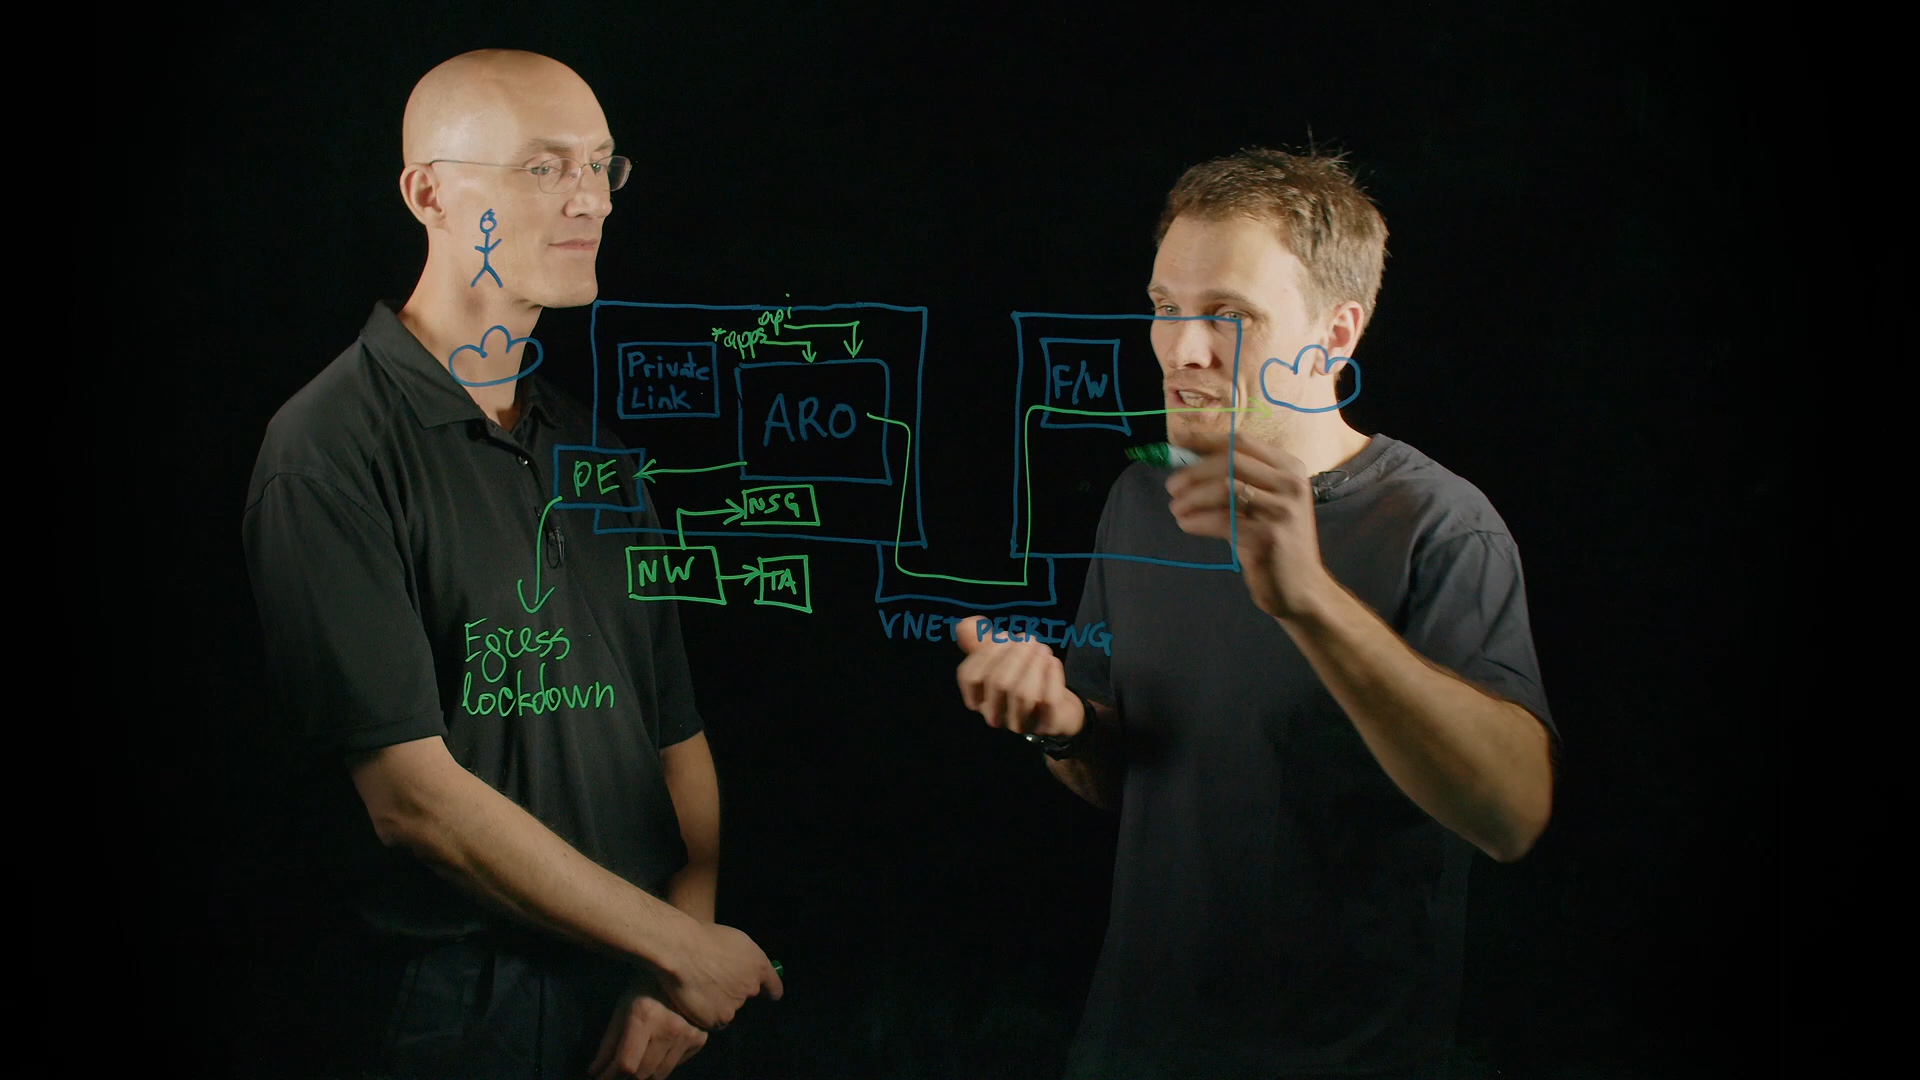 api
*apps
Private
Link
ARO
F/W
PE
NSG
NW
TA
VNET PEERING
Egress
lockdown